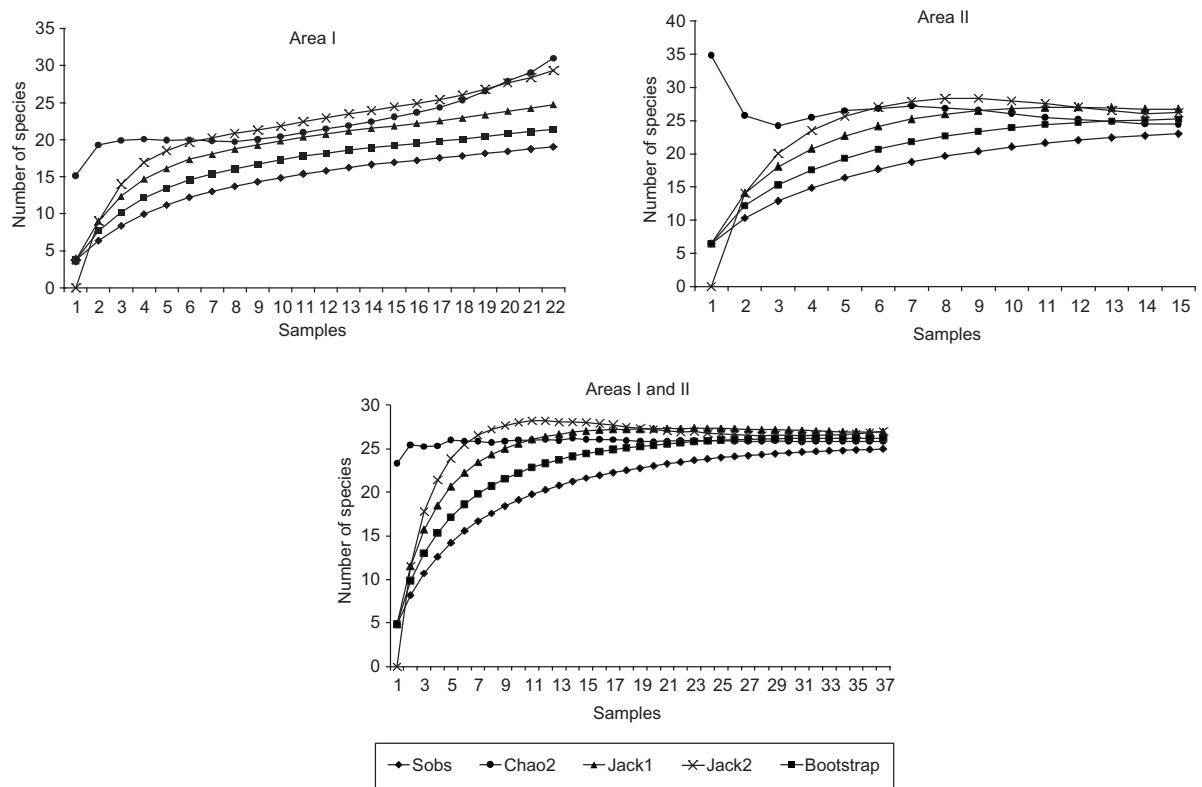 Area I
Number of species
35
30
25
20
15
10
5
0
1 2 3 4 5 6 7 8 9 10 11 12 13 14 15 16 17 18 19 20 21 22
Samples
Area II
Number of species
40
35
30
25
20
15
10
5
0
1 2 3 4 5 6 7 8 9 10 11 12 13 14 15
Samples
Areas I and II
Number of species
30
25
20
15
10
5
0
1 3 5 7 9 11 13 15 17 19 21 23 25 27 29 31 33 35 37
Samples
Sobs Chao2 Jack1 Jack2 Bootstrap